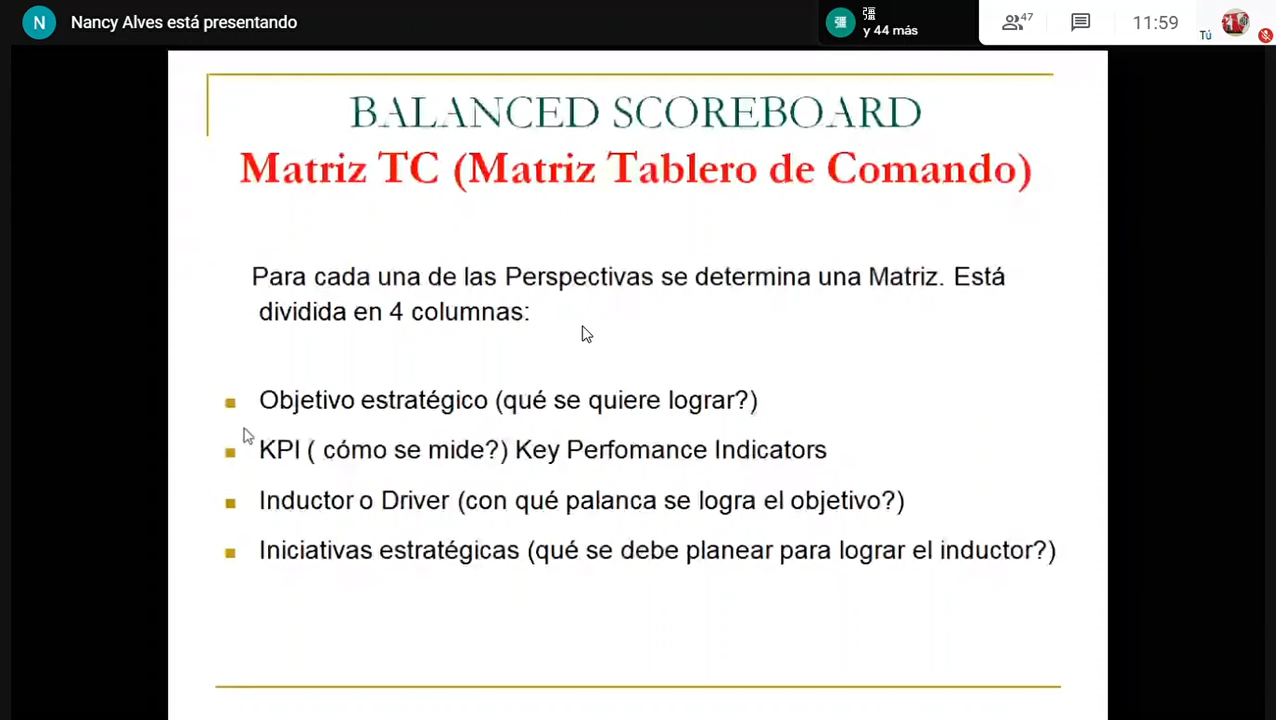 N Nancy Alves está presentando
彊 彊
y 44 más
47
11:59
Tú
BALANCED SCOREBOARD
Matriz TC (Matriz Tablero de Comando)
Para cada una de las Perspectivas se determina una Matriz. Está
dividida en 4 columnas:
Objetivo estratégico (qué se quiere lograr?)
KPI ( cómo se mide?) Key Perfomance Indicators
Inductor o Driver (con qué palanca se logra el objetivo?)
Iniciativas estratégicas (qué se debe planear para lograr el inductor?)